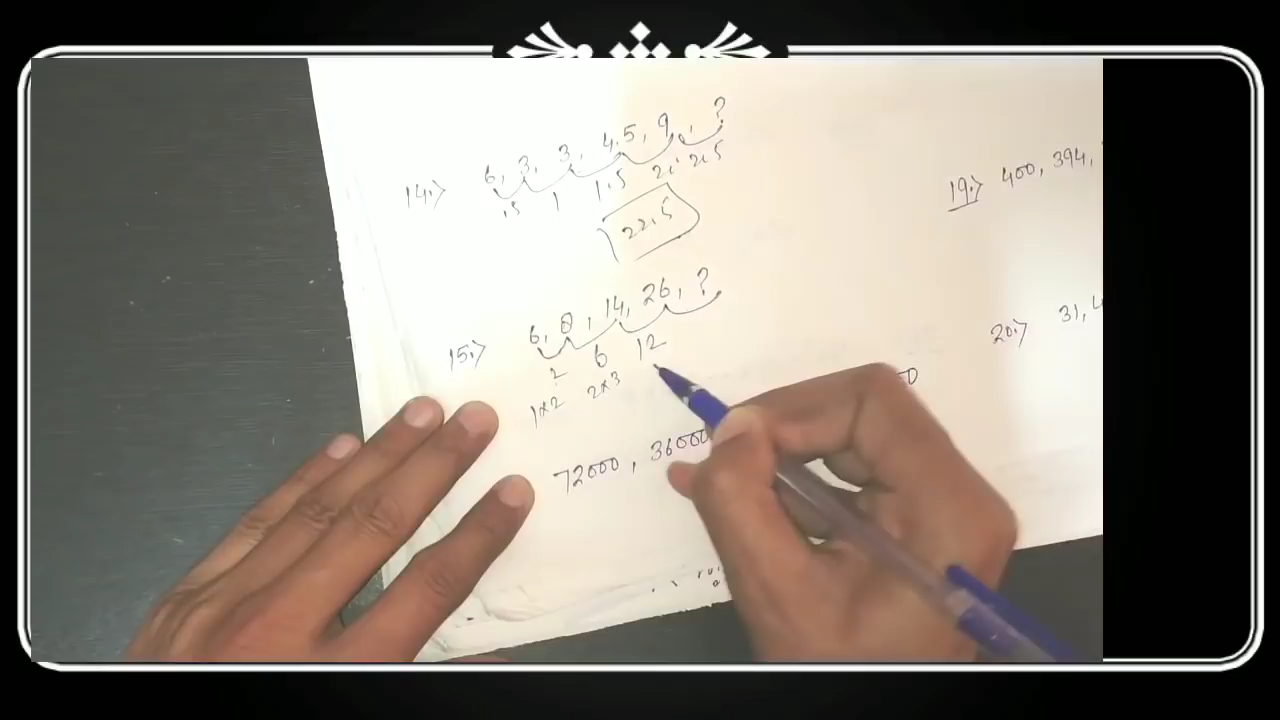 14.) 6, 3, 3, 4.5, 9, ?
.5 1 1.5 2. 2.5
22.5
15.) 6, 8, 14, 26, ?
2 6 12
1*2 2*3
72000, 36000
19.) 400, 394,
20.) 31, 4